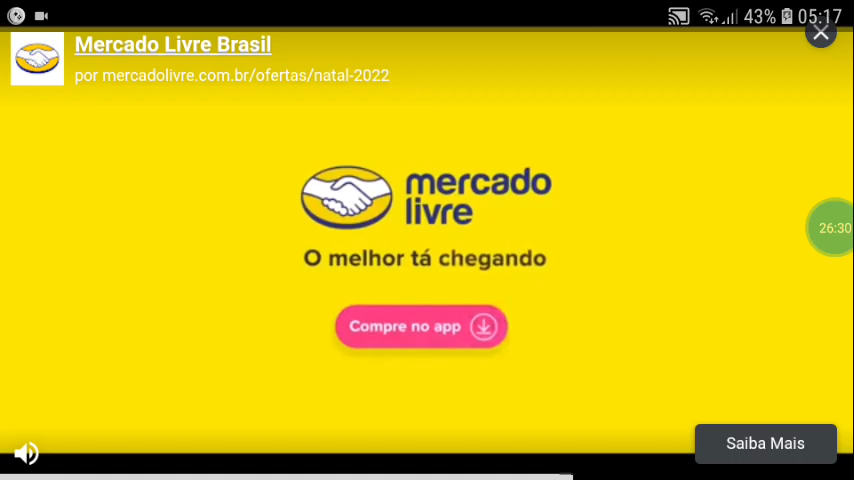 43% 05:17
Mercado Livre Brasil
por mercadolivre.com.br/ofertas/natal-2022
mercado
livre
26:30
O melhor tá chegando
Compre no app
Saiba Mais